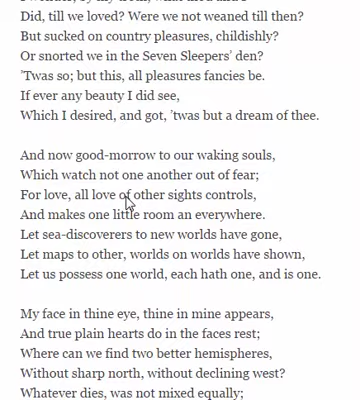 Did, till we loved? Were we not weaned till then?
But sucked on country pleasures, childishly?
Or snorted we in the Seven Sleepers’ den?
’Twas so; but this, all pleasures fancies be.
If ever any beauty I did see,
Which I desired, and got, ’twas but a dream of thee.
And now good-morrow to our waking souls,
Which watch not one another out of fear;
For love, all love of other sights controls,
And makes one little room an everywhere.
Let sea-discoverers to new worlds have gone,
Let maps to other, worlds on worlds have shown,
Let us possess one world, each hath one, and is one.
My face in thine eye, thine in mine appears,
And true plain hearts do in the faces rest;
Where can we find two better hemispheres,
Without sharp north, without declining west?
Whatever dies, was not mixed equally;